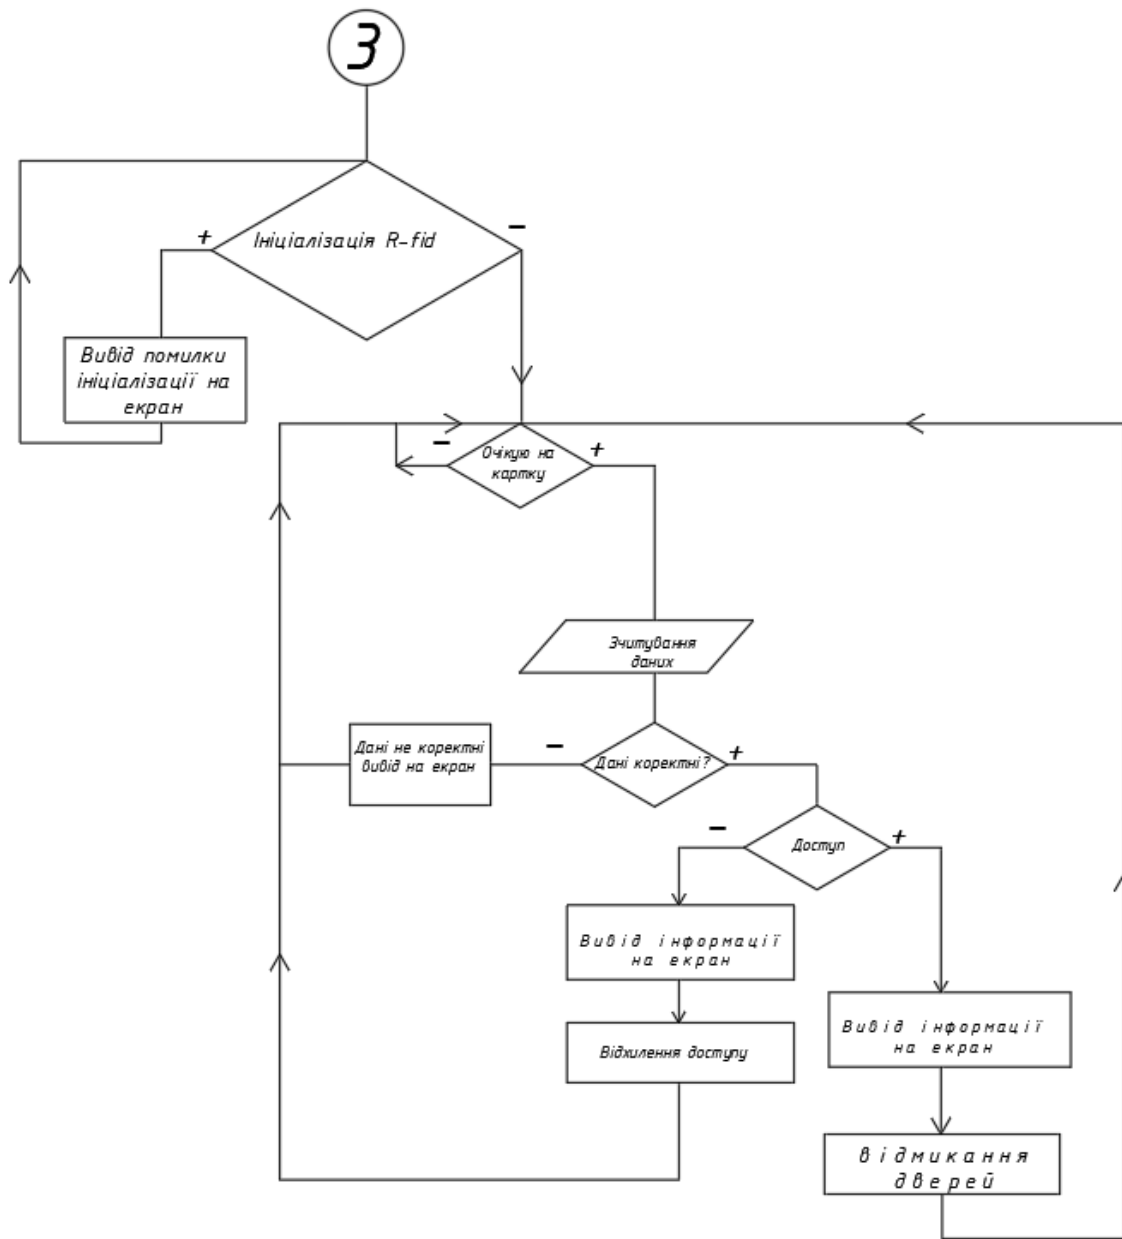 3
Ініціалізація R-fid
+
−
Вивід помилки
ініціалізації на
екран
−
Очікую на
картку
+
Зчитування
даних
Дані не коректні
вивід на екран
−
Дані коректні?
+
−
Доступ
+
Вивід інформації
на екран
Відхилення доступу
Вивід інформації
на екран
відмикання
дверей